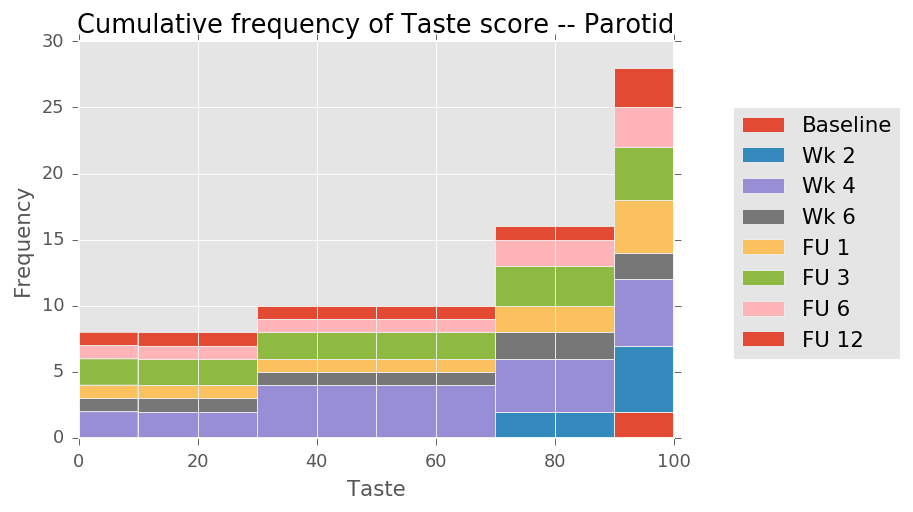 Cumulative frequency of Taste score -- Parotid
30
25
20
15
10
5
0
Frequency
0 20 40 60 80 100
Taste
Baseline
Wk 2
Wk 4
Wk 6
FU 1
FU 3
FU 6
FU 12